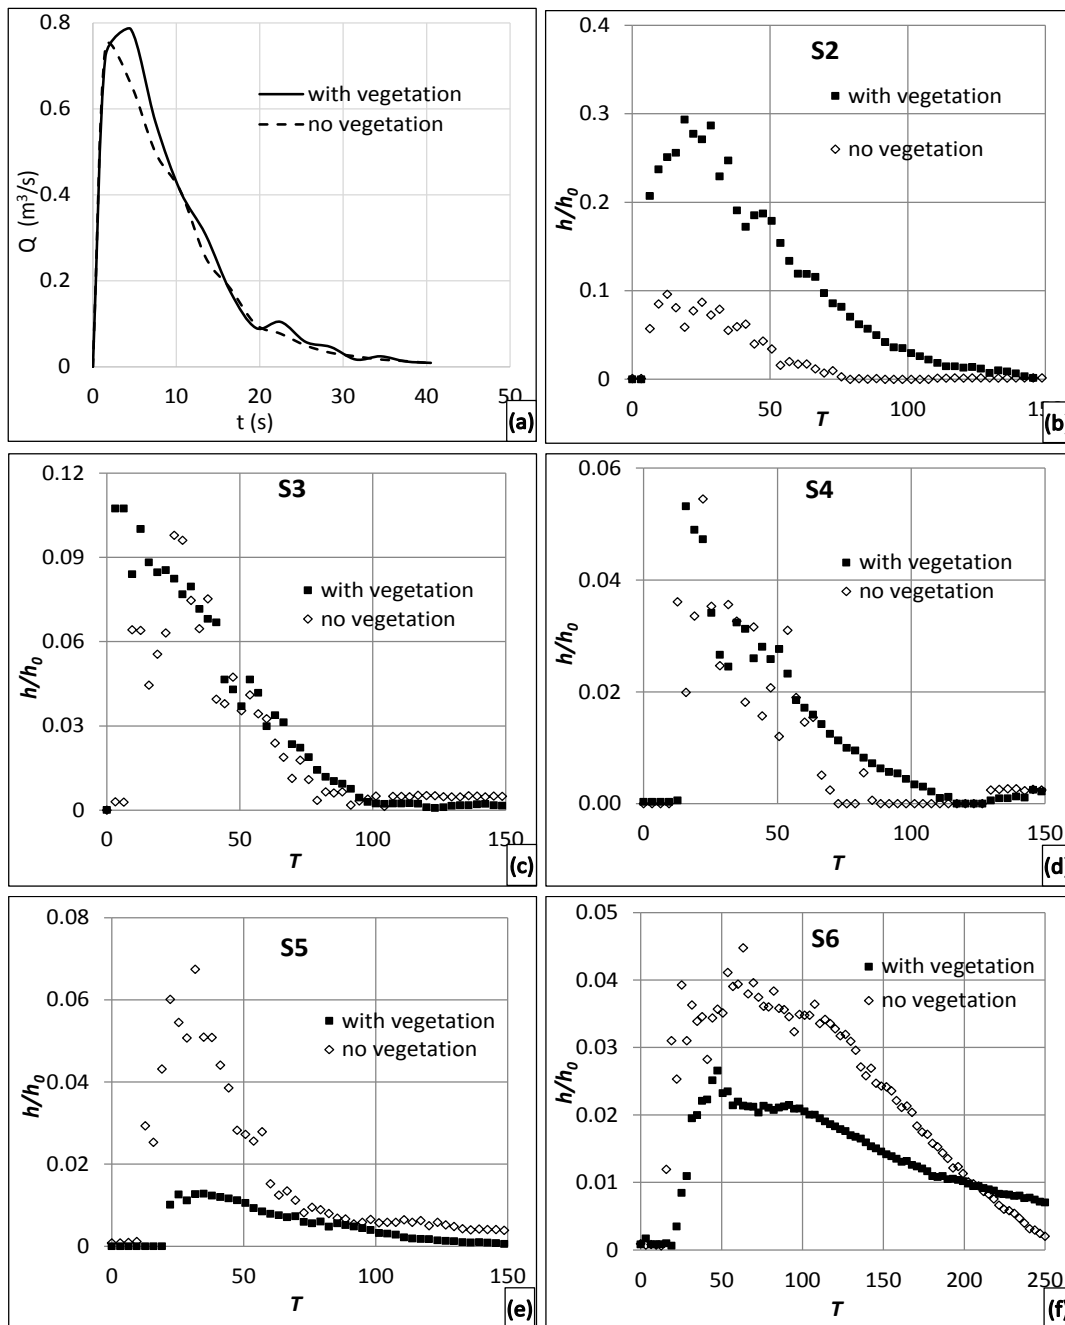 0.8
0.6
0.4
0.2
0
Q (m³/s)
with vegetation
no vegetation
0 10 20 30 40 50
t (s)
(a)
0.4
0.3
0.2
0.1
0
h/h₀
S2
with vegetation
no vegetation
0 50 100 150
T
(b)
0.12
0.09
0.06
0.03
0
h/h₀
S3
with vegetation
no vegetation
0 50 100 150
T
(c)
0.06
0.04
0.02
0.00
h/h₀
S4
with vegetation
no vegetation
0 50 100 150
T
(d)
0.08
0.06
0.04
0.02
0
h/h₀
S5
with vegetation
no vegetation
0 50 100 150
T
(e)
0.05
0.04
0.03
0.02
0.01
0
h/h₀
S6
with vegetation
no vegetation
0 50 100 150 200 250
T
(f)